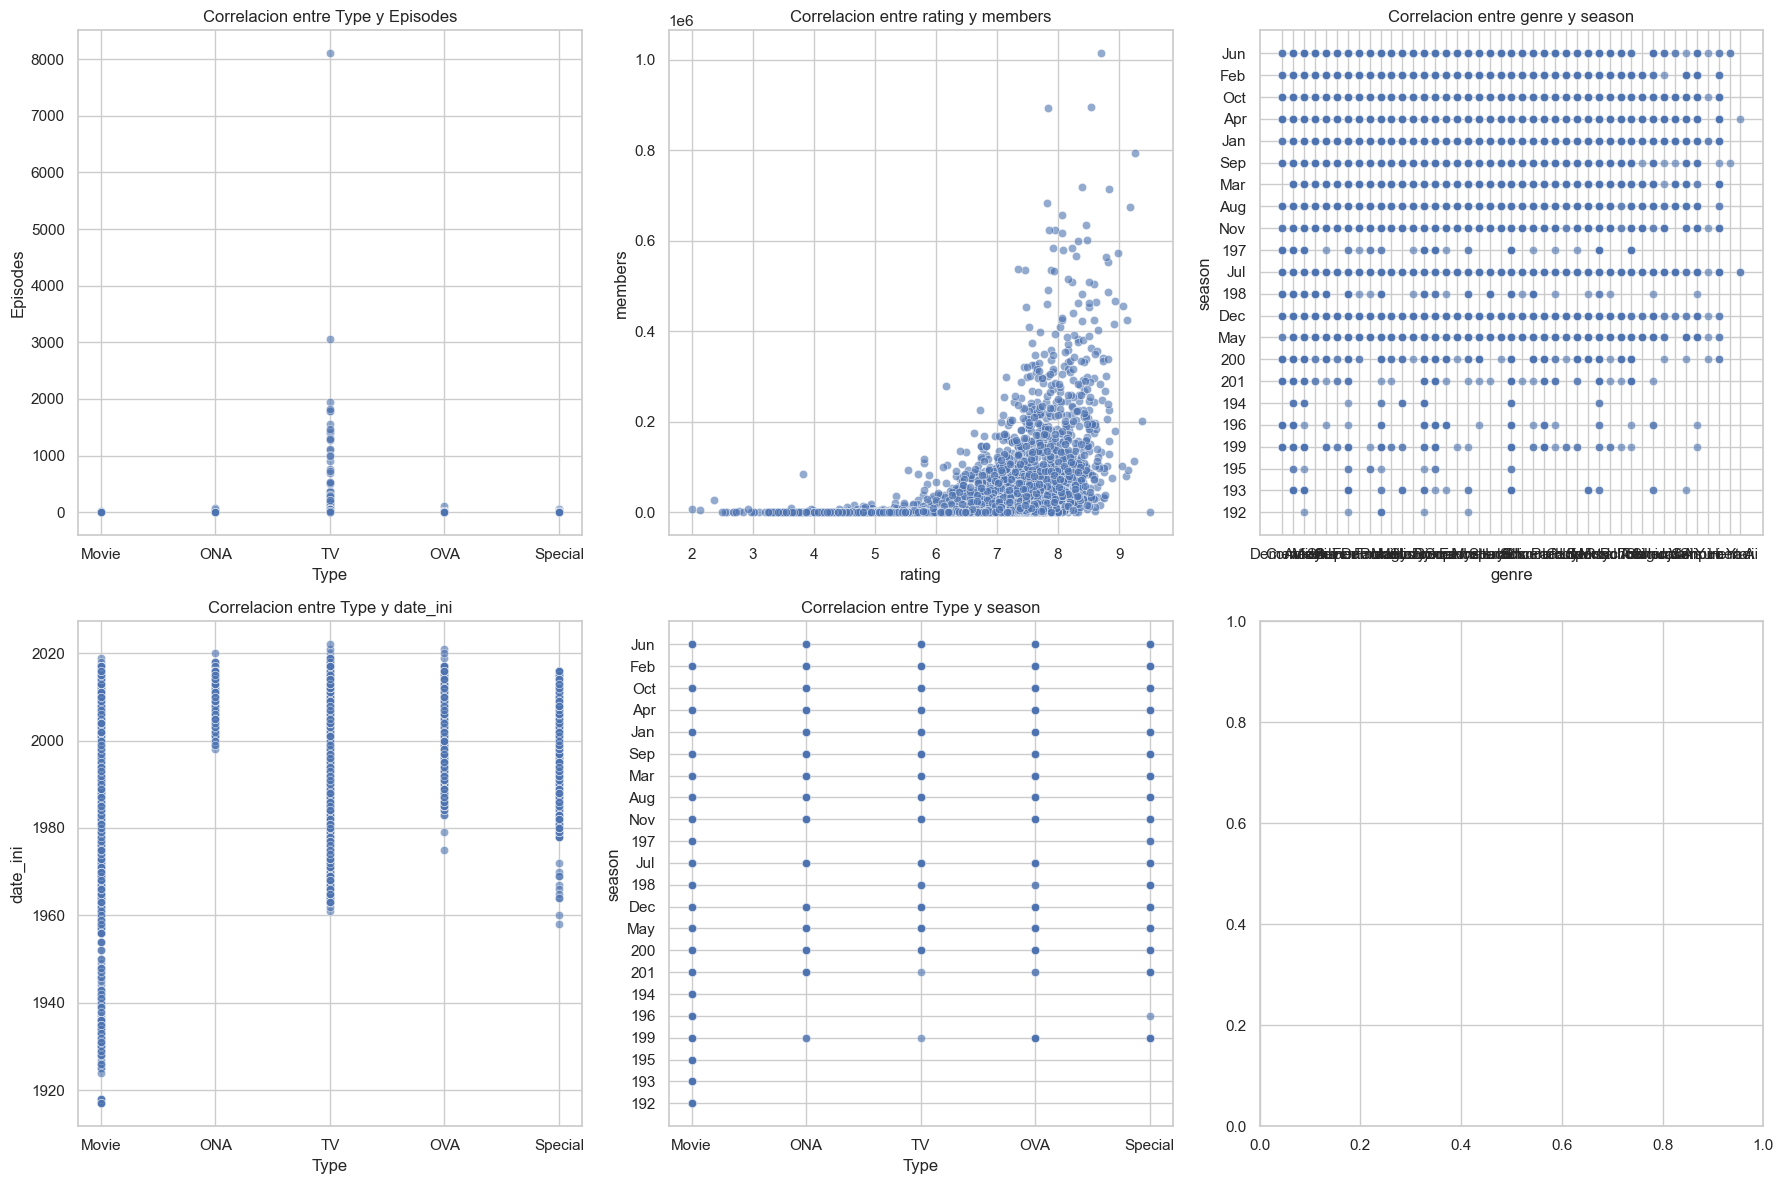 Correlacion entre Type y Episodes
8000
7000
6000
5000
4000
3000
2000
1000
0
Episodes
Movie ONA TV OVA Special
Type
Correlacion entre rating y members
1e6
1.0
0.8
0.6
0.4
0.2
0.0
members
2 3 4 5 6 7 8 9
rating
Correlacion entre genre y season
Jun
Feb
Oct
Apr
Jan
Sep
Mar
Aug
Nov
197
Jul
198
Dec
May
200
201
194
196
199
195
193
192
season
genre
Correlacion entre Type y date_ini
2020
2000
1980
1960
1940
1920
date_ini
Movie ONA TV OVA Special
Type
Correlacion entre Type y season
Jun
Feb
Oct
Apr
Jan
Sep
Mar
Aug
Nov
197
Jul
198
Dec
May
200
201
194
196
199
195
193
192
season
Movie ONA TV OVA Special
Type
1.0
0.8
0.6
0.4
0.2
0.0
0.0 0.2 0.4 0.6 0.8 1.0